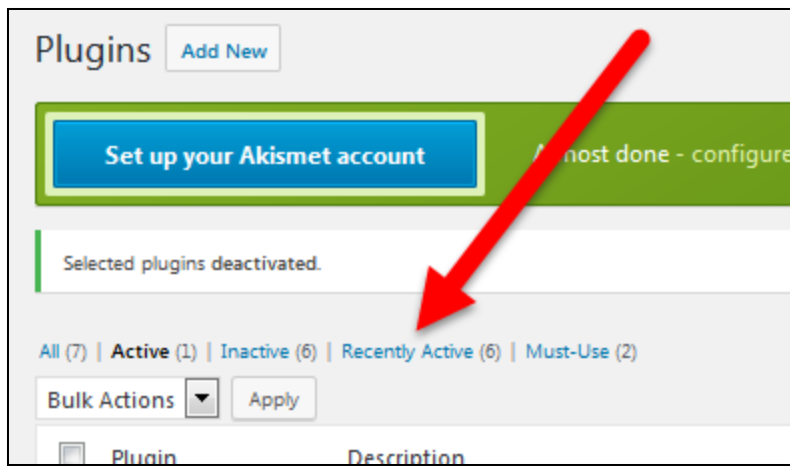 Plugins Add New
Set up your Akismet account
most done - configure
Selected plugins deactivated.
All (7) | Active (1) | Inactive (6) | Recently Active (6) | Must-Use (2)
Bulk Actions Apply
Plugin Description